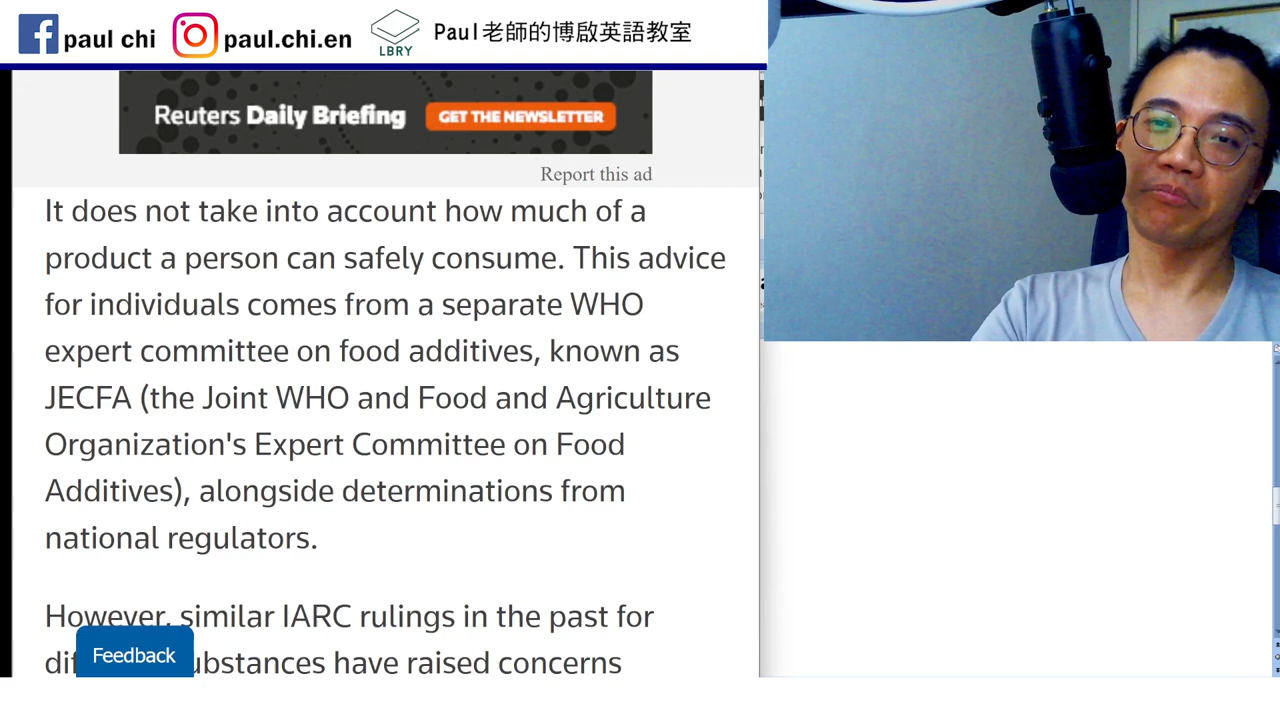 paul chi
paul.chi.en
LBRY
Paul老師的博啟英語教室
Reuters Daily Briefing
GET THE NEWSLETTER
Report this ad
It does not take into account how much of a
product a person can safely consume. This advice
for individuals comes from a separate WHO
expert committee on food additives, known as
JECFA (the Joint WHO and Food and Agriculture
Organization's Expert Committee on Food
Additives), alongside determinations from
national regulators.
However, similar IARC rulings in the past for
dif ubstances have raised concerns
Feedback